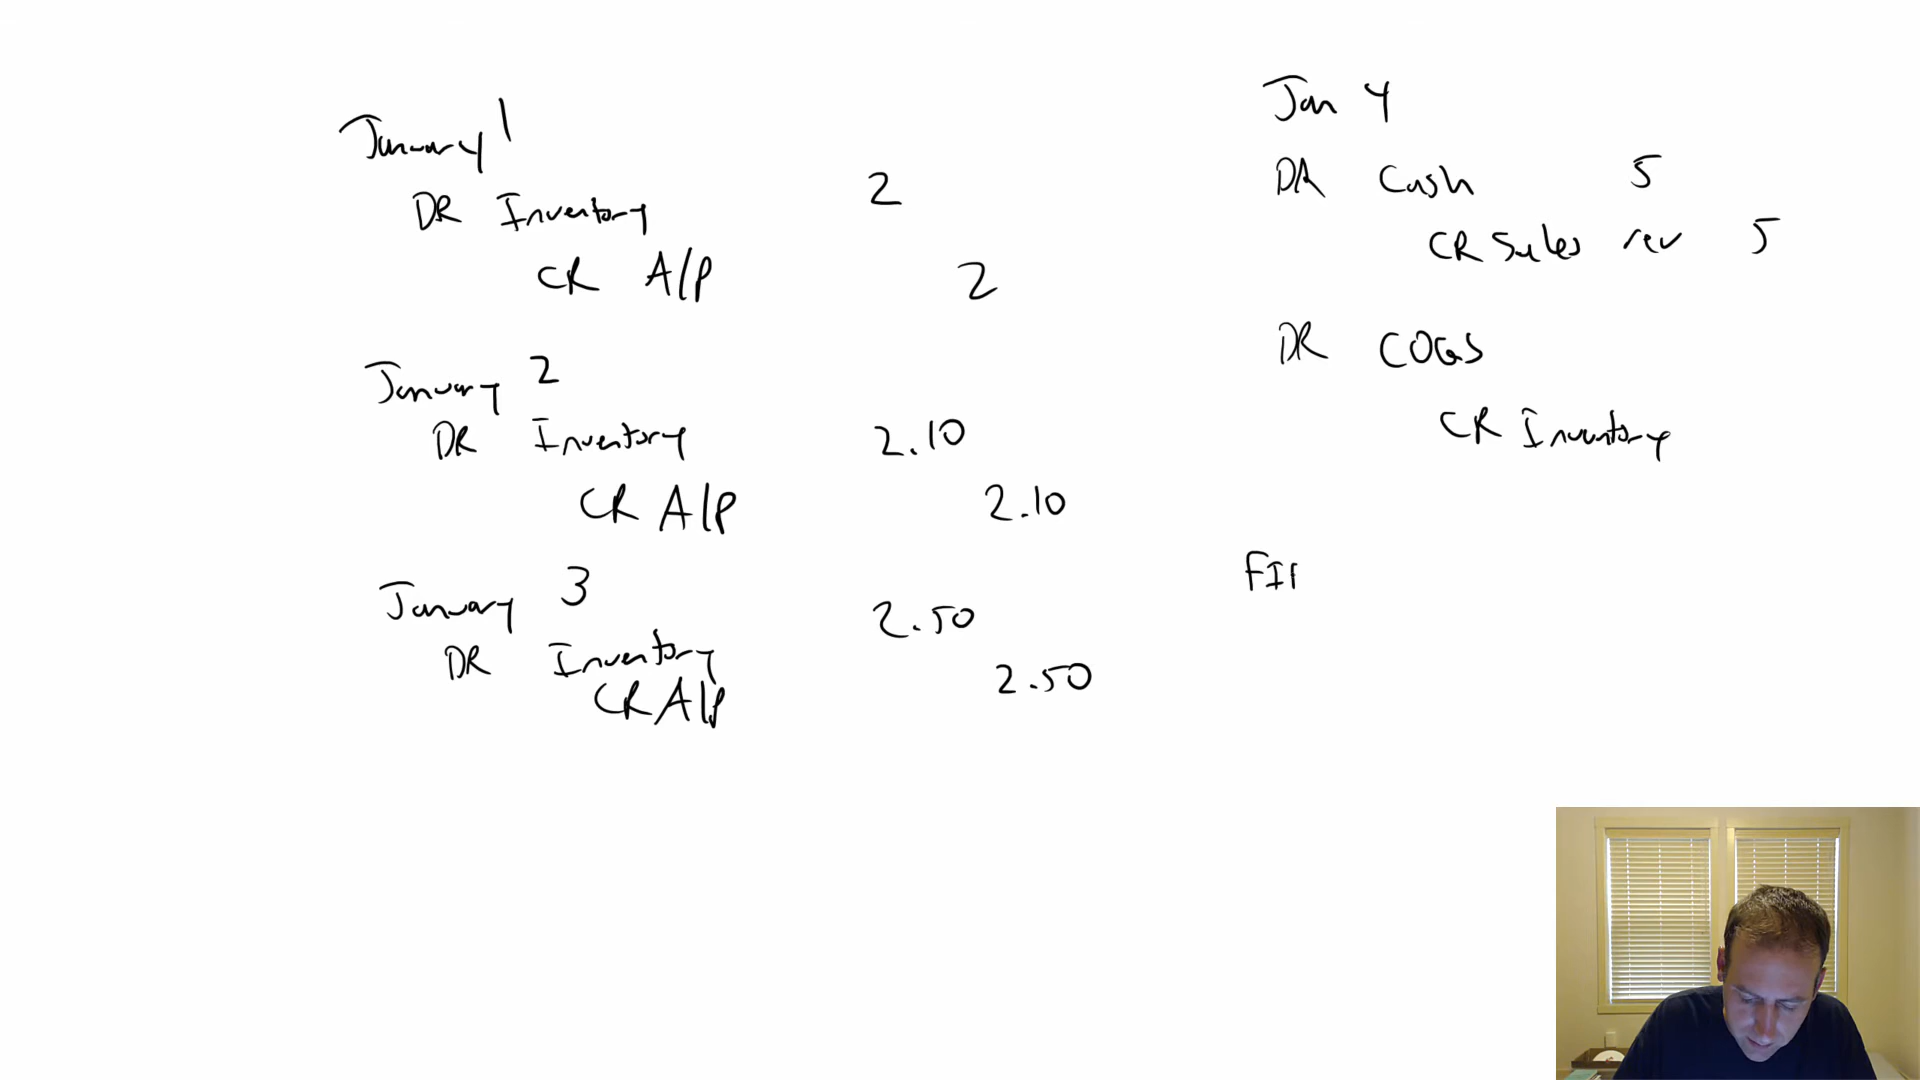 January 1
DR Inventory 2
CR A/P 2
January 2
DR Inventory 2.10
CR A/P 2.10
January 3
DR Inventory 2.50
CR A/P 2.50
Jan 4
DR Cash 5
CR Sales rev 5
DR COGS
CR Inventory
FIF